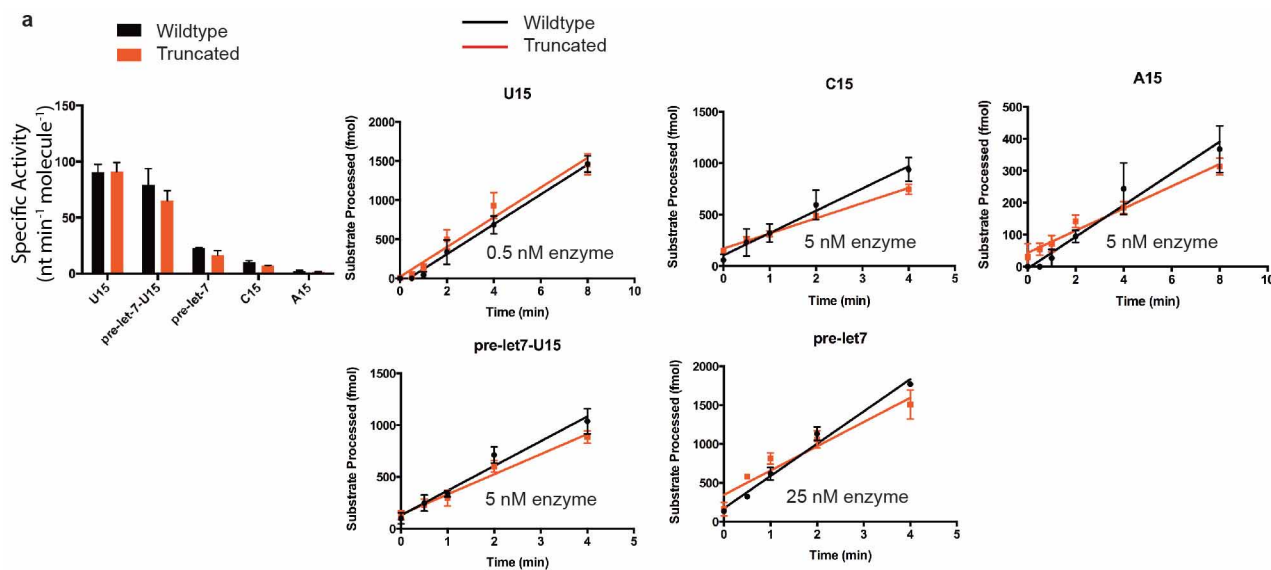 a
Wildtype
Truncated
Wildtype
Truncated
Specific Activity
(nt min⁻¹ molecule⁻¹)
150
100
50
0
U15
pre-let-7-U15
pre-let-7
C15
A15
U15
Substrate Processed (fmol)
2000
1500
1000
500
0
0.5 nM enzyme
0 2 4 6 8 10
Time (min)
C15
Substrate Processed (fmol)
1500
1000
500
0
5 nM enzyme
0 1 2 3 4 5
Time (min)
A15
Substrate Processed (fmol)
500
400
300
200
100
0
5 nM enzyme
0 2 4 6 8 10
Time (min)
pre-let7-U15
Substrate Processed (fmol)
1500
1000
500
0
5 nM enzyme
0 1 2 3 4 5
Time (min)
pre-let7
Substrate Processed (fmol)
2000
1500
1000
500
0
25 nM enzyme
0 1 2 3 4 5
Time (min)